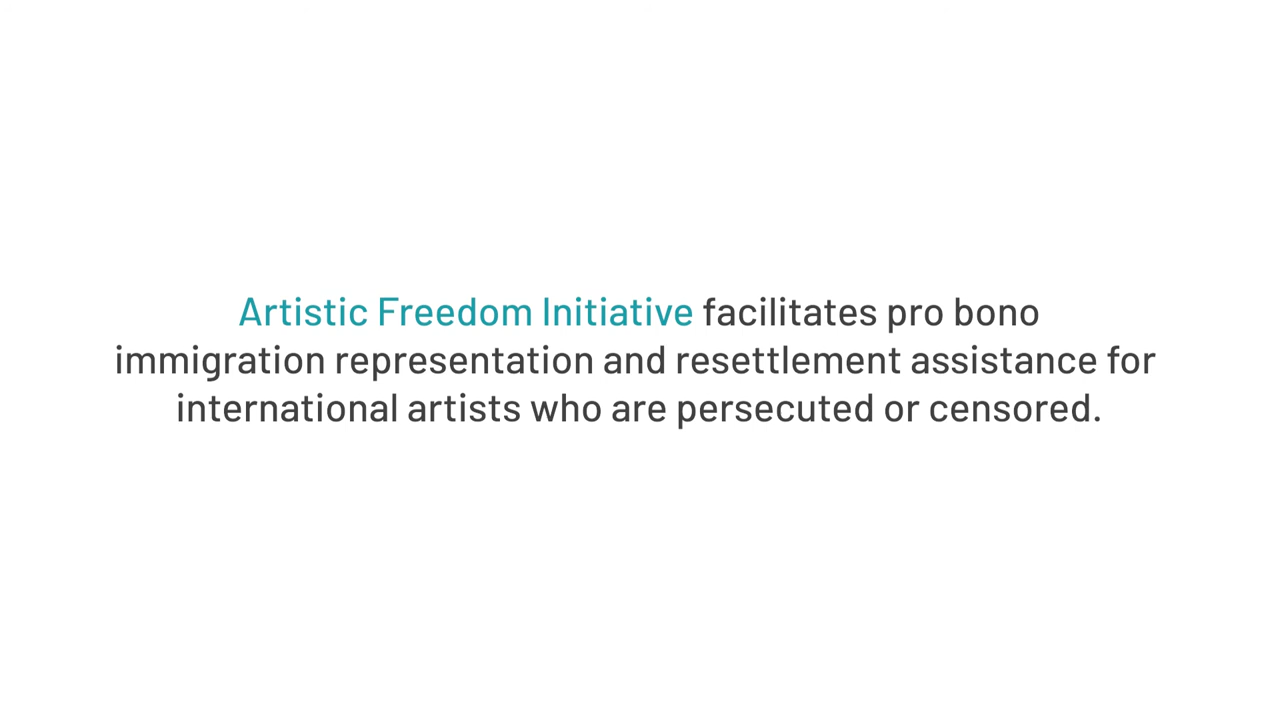 Artistic Freedom Initiative facilitates pro bono
immigration representation and resettlement assistance for
international artists who are persecuted or censored.